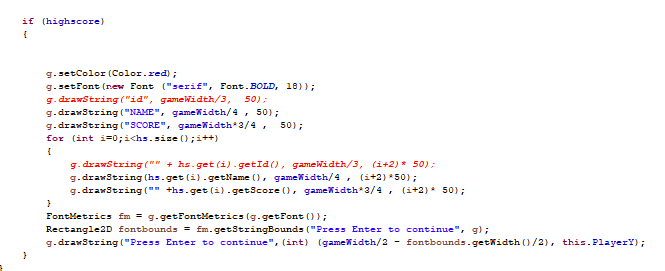 if (highscore)
{
g.setColor(Color.red);
g.setFont(new Font ("serif", Font.BOLD, 18));
g.drawString("id", gameWidth/3, 50);
g.drawString("NAME", gameWidth/4 , 50);
g.drawString("SCORE", gameWidth*3/4 , 50);
for (int i=0;i<hs.size();i++)
{
g.drawString("" + hs.get(i).getId(), gameWidth/3, (i+2)* 50);
g.drawString(hs.get(i).getName(), gameWidth/4 , (i+2)*50);
g.drawString("" +hs.get(i).getScore(), gameWidth*3/4 , (i+2)* 50);
}
FontMetrics fm = g.getFontMetrics(g.getFont());
Rectangle2D fontbounds = fm.getStringBounds("Press Enter to continue", g);
g.drawString("Press Enter to continue",(int) (gameWidth/2 - fontbounds.getWidth()/2), this.PlayerY);
}
}